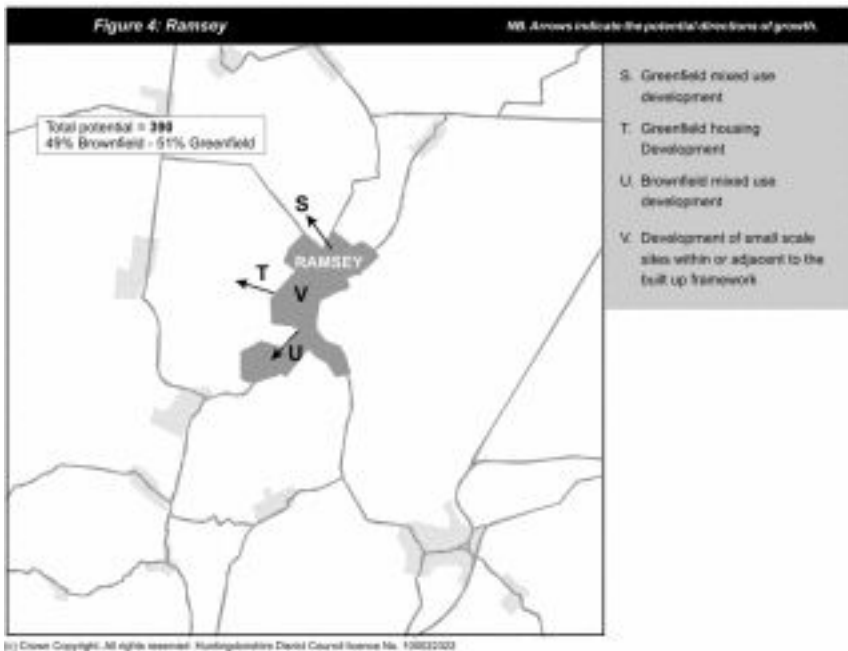 Figure 4: Ramsey
NB. Arrows indicate the potential directions of growth.
Total potential = 390
49% Brownfield - 51% Greenfield
S
RAMSEY
T
V
U
S. Greenfield mixed use
development
T. Greenfield housing
Development
U. Brownfield mixed use
development
V. Development of small scale
sites within or adjacent to the
built up framework
(c) Crown Copyright. All rights reserved. Huntingdonshire District Council licence No. 100022322